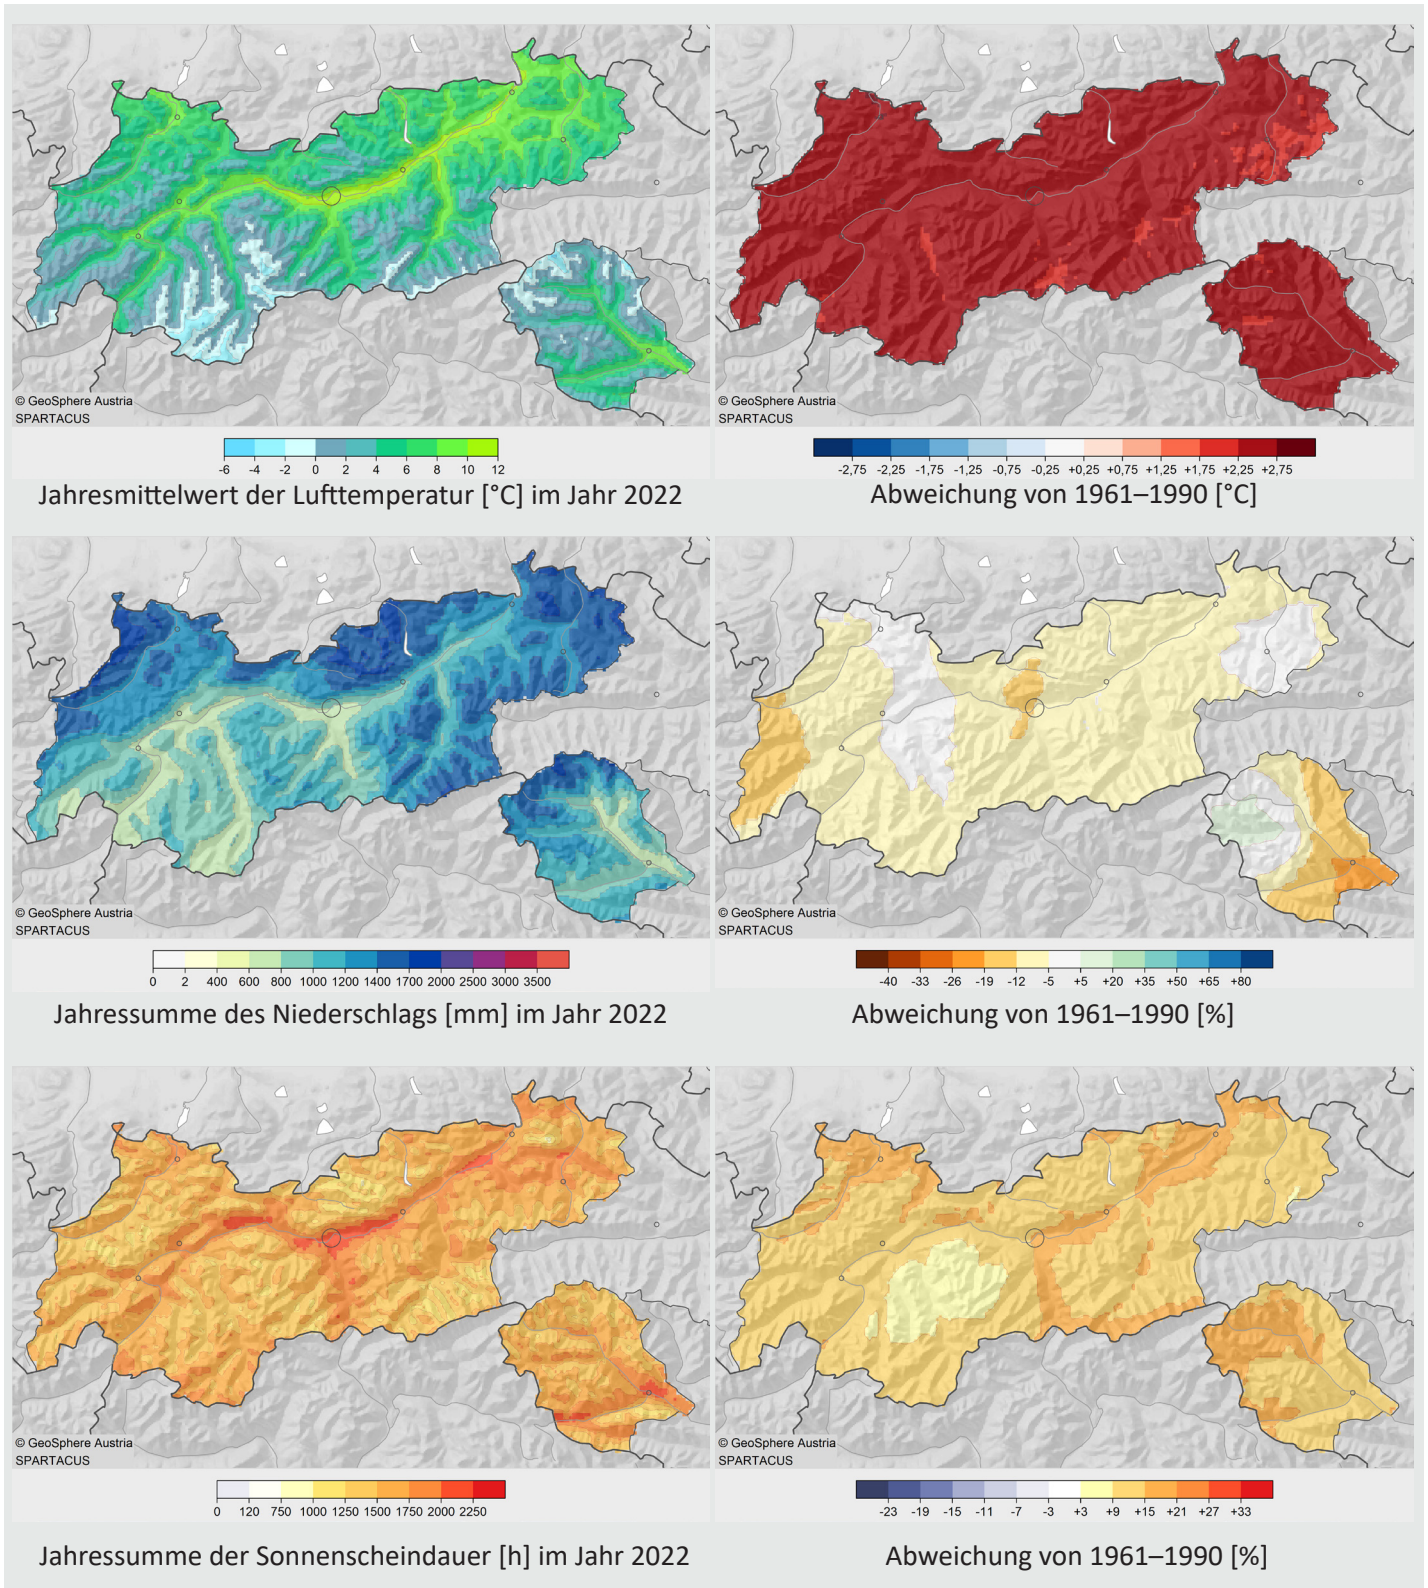 © GeoSphere Austria
SPARTACUS
-6 -4 -2 0 2 4 6 8 10 12
Jahresmittelwert der Lufttemperatur [°C] im Jahr 2022
© GeoSphere Austria
SPARTACUS
-2,75 -2,25 -1,75 -1,25 -0,75 -0,25 +0,25 +0,75 +1,25 +1,75 +2,25 +2,75
Abweichung von 1961–1990 [°C]
© GeoSphere Austria
SPARTACUS
0 2 400 600 800 1000 1200 1400 1700 2000 2500 3000 3500
Jahressumme des Niederschlags [mm] im Jahr 2022
© GeoSphere Austria
SPARTACUS
-40 -33 -26 -19 -12 -5 +5 +20 +35 +50 +65 +80
Abweichung von 1961–1990 [%]
© GeoSphere Austria
SPARTACUS
0 120 750 1000 1250 1500 1750 2000 2250
Jahressumme der Sonnenscheindauer [h] im Jahr 2022
© GeoSphere Austria
SPARTACUS
-23 -19 -15 -11 -7 -3 +3 +9 +15 +21 +27 +33
Abweichung von 1961–1990 [%]